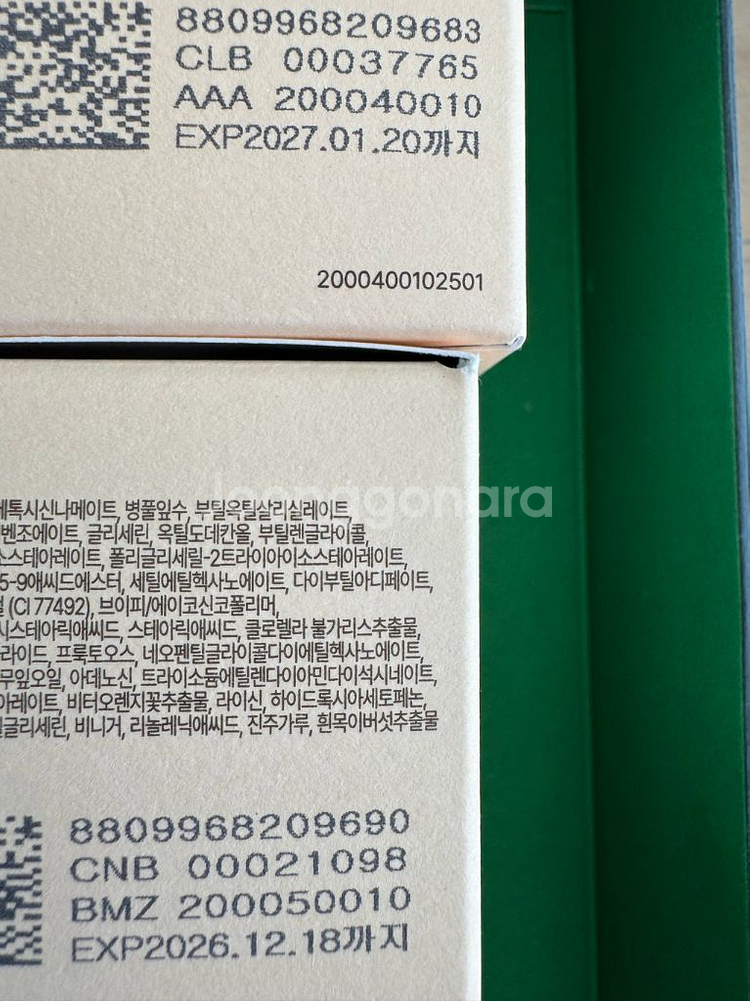 8809968209683
CLB 00037765
AAA 200040010
EXP2027.01.20까지
2000400102501
joonggonara
톡시신나메이트, 병풀잎수, 부틸옥틸살리실레이트,
벤조에이트, 글리세린, 옥틸도데칸올, 부틸렌글라이콜,
스테아레이트, 폴리글리세릴-2트라이아이소스테아레이트,
5-9애씨드에스터, 세틸에틸헥사노에이트, 다이부틸아디페이트,
(CI 77492), 브이피/에이코신코폴리머,
시스테아릭애씨드, 스테아릭애씨드, 클로렐라 불가리스추출물,
라이드, 프룩토오스, 네오펜틸글라이콜다이에틸헥사노에이트,
무잎오일, 아데노신, 트라이소듐에틸렌다이아민다이석시네이트,
아레이트, 비터오렌지꽃추출물, 라이신, 하이드록시아세토페논,
글리세린, 비니거, 리놀레닉애씨드, 진주가루, 흰목이버섯추출물
8809968209690
CNB 00021098
BMZ 200050010
EXP2026.12.18까지